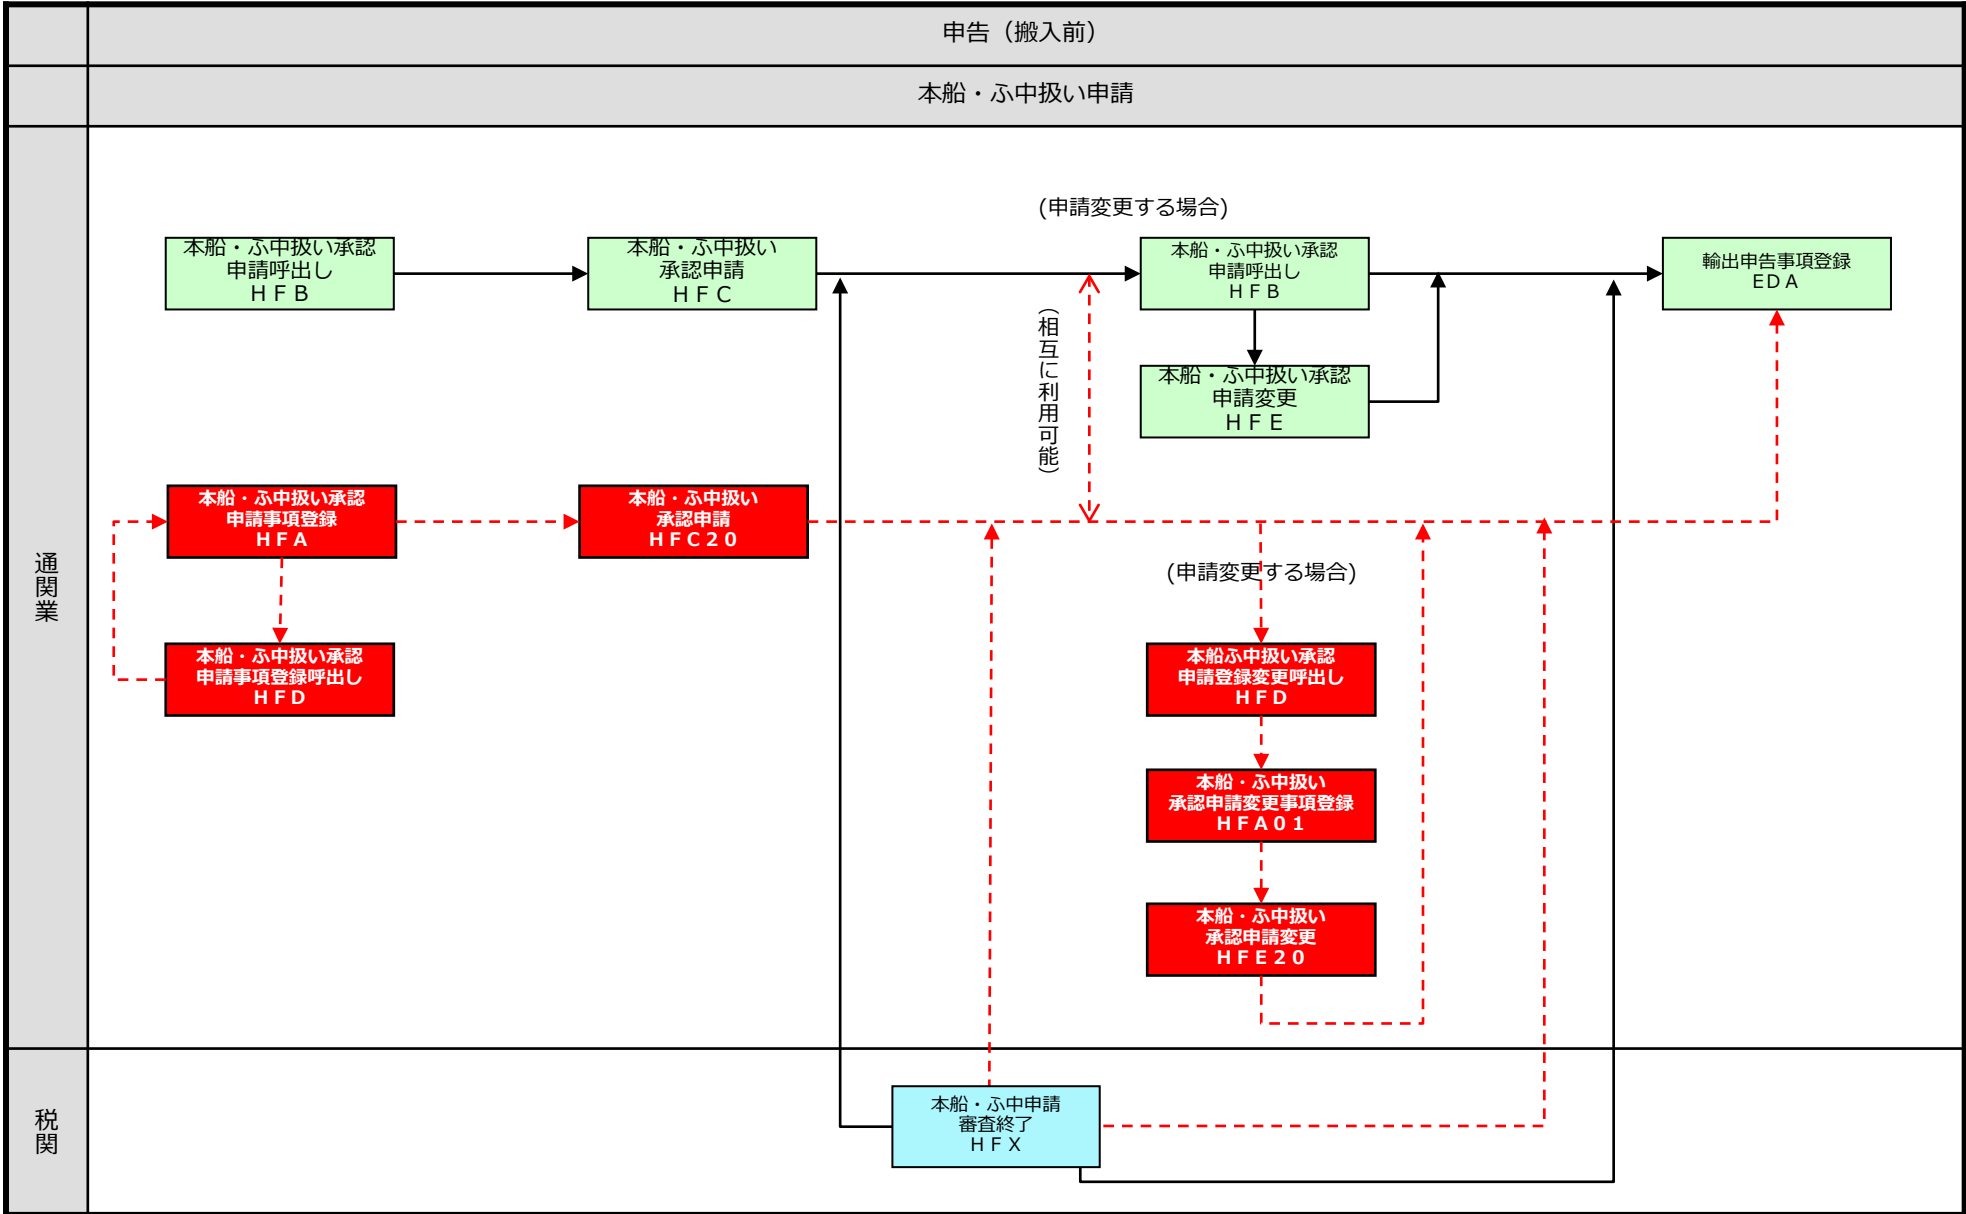 申告（搬入前）
本船・ふ中扱い申請
通関業
(申請変更する場合)
本船・ふ中扱い承認
申請呼出し
ＨＦＢ
本船・ふ中扱い
承認申請
ＨＦＣ
本船・ふ中扱い承認
申請呼出し
ＨＦＢ
輸出申告事項登録
EDA
（相互に利用可能）
本船・ふ中扱い承認
申請変更
ＨＦＥ
本船・ふ中扱い承認
申請事項登録
ＨＦＡ
本船・ふ中扱い
承認申請
ＨＦＣ２０
(申請変更する場合)
本船・ふ中扱い承認
申請事項登録呼出し
ＨＦＤ
本船ふ中扱い承認
申請登録変更呼出し
ＨＦＤ
本船・ふ中扱い
承認申請変更事項登録
ＨＦＡ０１
本船・ふ中扱い
承認申請変更
ＨＦＥ２０
税関
本船・ふ中申請
審査終了
ＨＦＸ